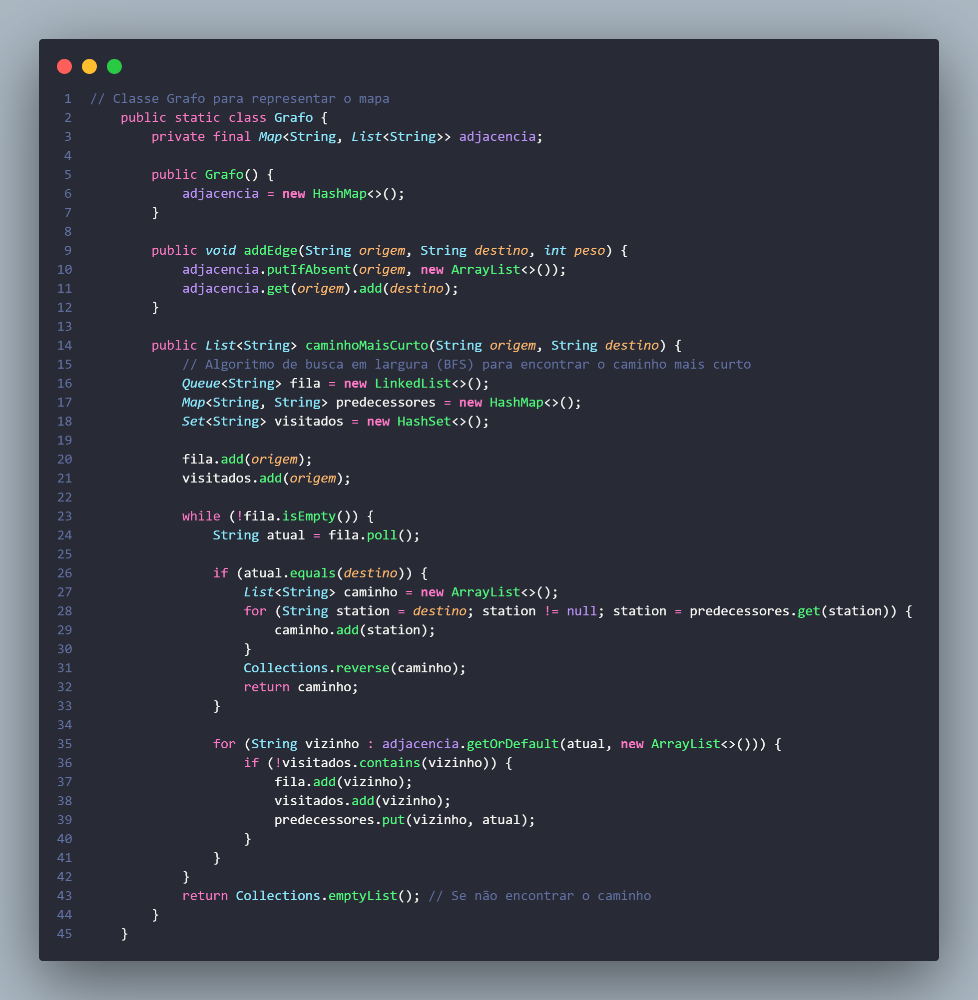 1 // Classe Grafo para representar o mapa
2     public static class Grafo {
3         private final Map<String, List<String>> adjacencia;
4
5         public Grafo() {
6             adjacencia = new HashMap<>();
7         }
8
9         public void addEdge(String origem, String destino, int peso) {
10             adjacencia.putIfAbsent(origem, new ArrayList<>());
11             adjacencia.get(origem).add(destino);
12         }
13
14         public List<String> caminhoMaisCurto(String origem, String destino) {
15             // Algoritmo de busca em largura (BFS) para encontrar o caminho mais curto
16             Queue<String> fila = new LinkedList<>();
17             Map<String, String> predecessores = new HashMap<>();
18             Set<String> visitados = new HashSet<>();
19
20             fila.add(origem);
21             visitados.add(origem);
22
23             while (!fila.isEmpty()) {
24                 String atual = fila.poll();
25
26                 if (atual.equals(destino)) {
27                     List<String> caminho = new ArrayList<>();
28                     for (String station = destino; station != null; station = predecessores.get(station)) {
29                         caminho.add(station);
30                     }
31                     Collections.reverse(caminho);
32                     return caminho;
33                 }
34
35                 for (String vizinho : adjacencia.getOrDefault(atual, new ArrayList<>())) {
36                     if (!visitados.contains(vizinho)) {
37                         fila.add(vizinho);
38                         visitados.add(vizinho);
39                         predecessores.put(vizinho, atual);
40                     }
41                 }
42             }
43             return Collections.emptyList(); // Se não encontrar o caminho
44         }
45     }